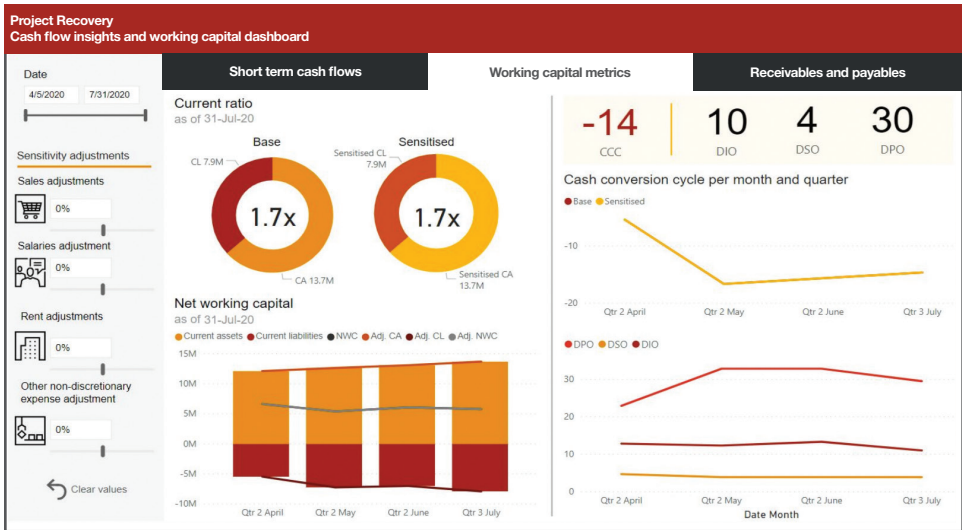 Project Recovery
Cash flow insights and working capital dashboard
Date
4/5/2020 7/31/2020
Sensitivity adjustments
Sales adjustments
0%
Salaries adjustment
0%
Rent adjustments
0%
Other non-discretionary
expense adjustment
0%
Clear values
Short term cash flows
Working capital metrics
Receivables and payables
Current ratio
as of 31-Jul-20
Base
CL 7.9M
1.7x
CA 13.7M
Sensitised
Sensitised CL
7.9M
1.7x
Sensitised CA
13.7M
Net working capital
as of 31-Jul-20
Current assets Current liabilities NWC Adj. CA Adj. CL Adj. NWC
15M
10M
5M
0M
-5M
-10M
Qtr 2 April Qtr 2 May Qtr 2 June Qtr 3 July
-14 10 4 30
CCC DIO DSO DPO
Cash conversion cycle per month and quarter
Base Sensitised
-10
-20
Qtr 2 April Qtr 2 May Qtr 2 June Qtr 3 July
DPO DSO DIO
30
20
10
0
Qtr 2 April Qtr 2 May Qtr 2 June Qtr 3 July
Date Month